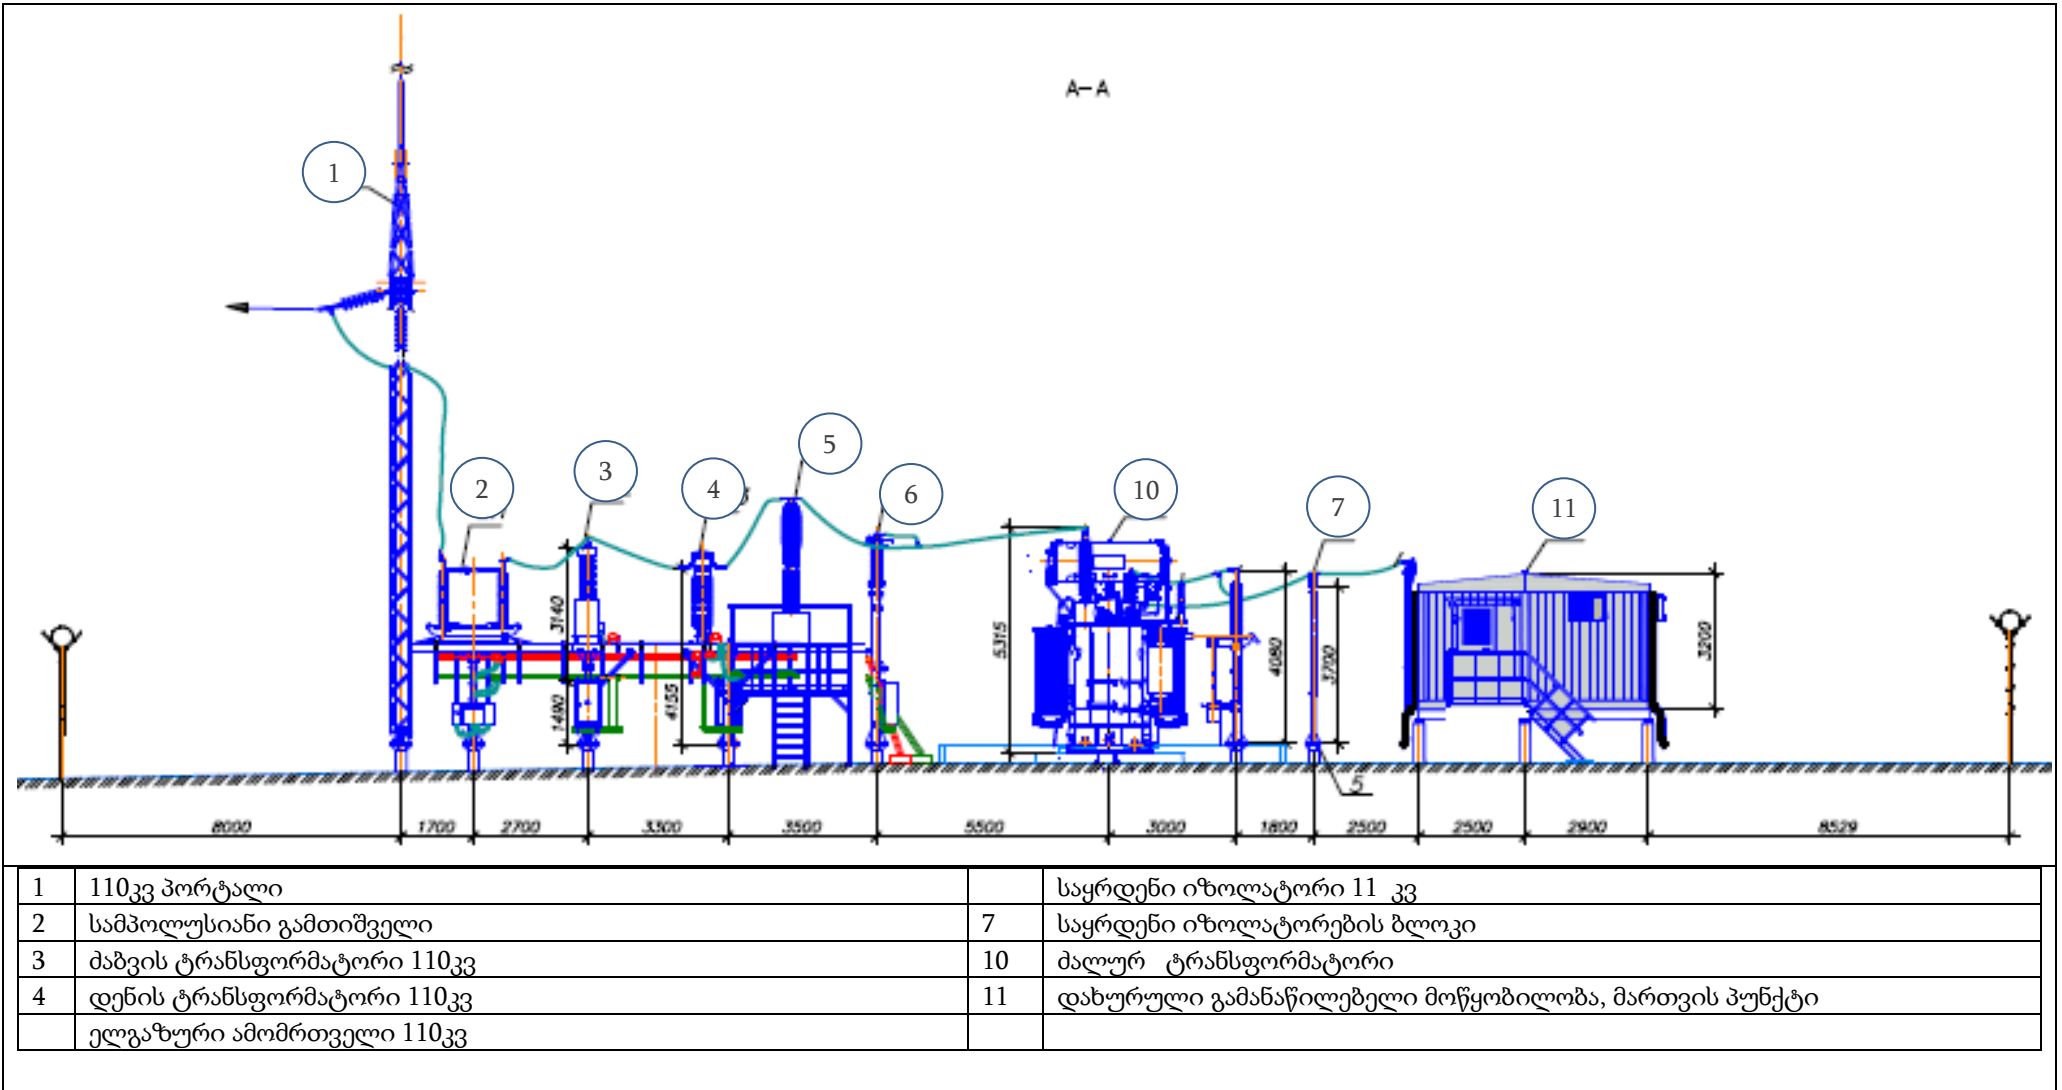 A-A
1
2
3
4
5
6
10
7
11
3140
1490
4155
5315
4080
3700
3200
5
8000 1700 2700 3300 3500 5500 3000 1800 2500 2500 2900 8529
1 110კვ პორტალი
საყრდენი იზოლატორი 11 კვ
2 სამპოლუსიანი გამთიშველი
7 საყრდენი იზოლატორების ბლოკი
3 ძაბვის ტრანსფორმატორი 110კვ
10 ძალურ ტრანსფორმატორი
4 დენის ტრანსფორმატორი 110კვ
11 დახურული გამანაწილებელი მოწყობილობა, მართვის პუნქტი
ელგაზური ამომრთველი 110კვ